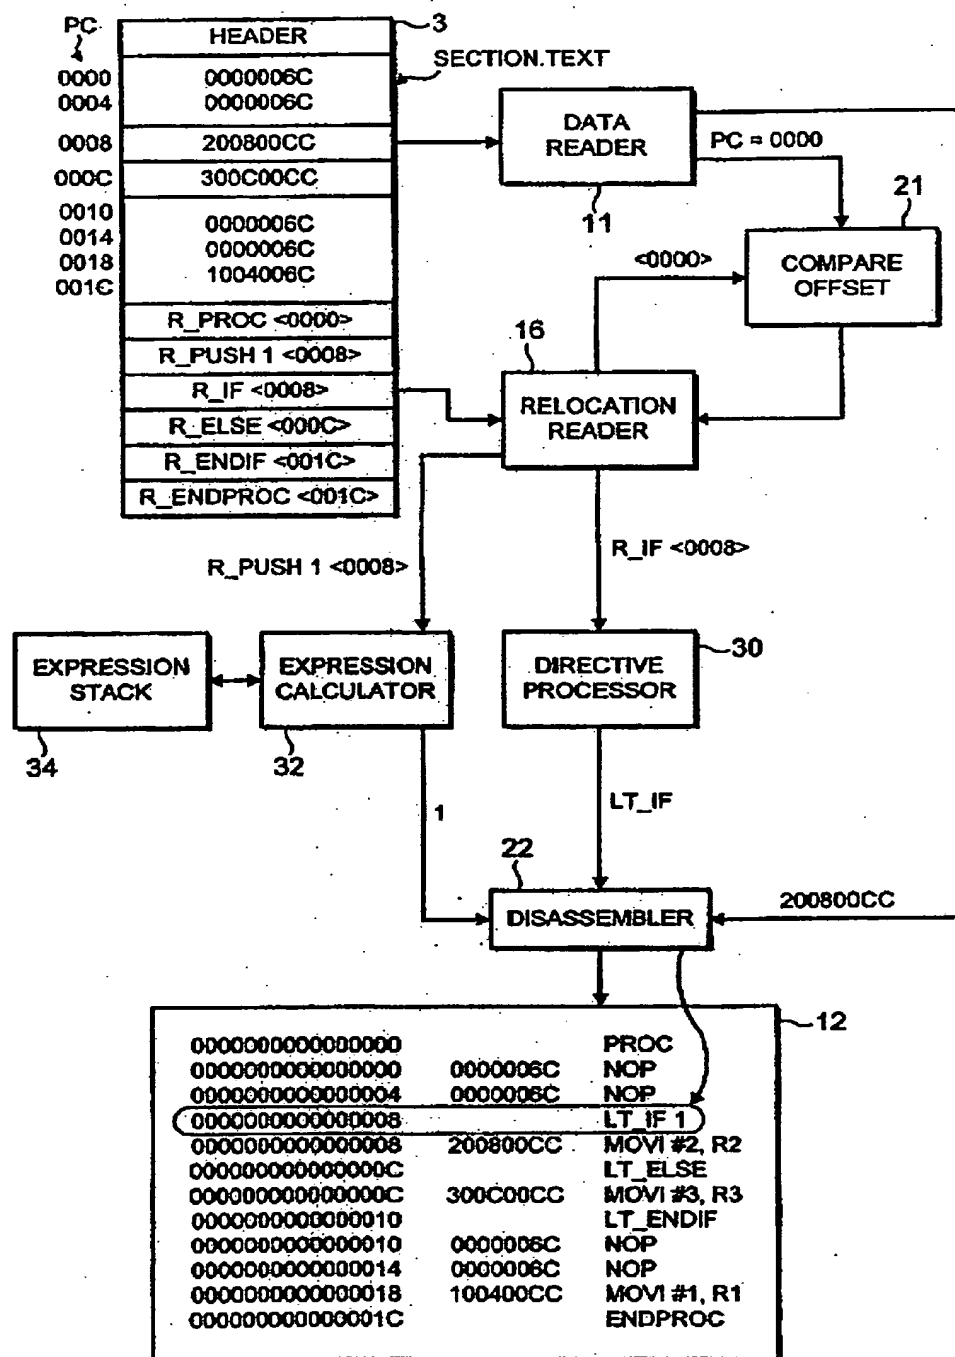 PC
3
HEADER
SECTION.TEXT
0000 0000006C
0004 0000006C
0008 200800CC
000C 300C00CC
0010
0014 0000006C
0018 0000006C
001C 1004006C
R_PROC <0000>
R_PUSH 1 <0008>
R_IF <0008>
R_ELSE <000C>
R_ENDIF <001C>
R_ENDPROC <001C>
DATA
READER
11
PC = 0000
21
COMPARE
OFFSET
<0000>
16
RELOCATION
READER
R_PUSH 1 <0008>
R_IF <0008>
EXPRESSION
STACK
34
EXPRESSION
CALCULATOR
32
DIRECTIVE
PROCESSOR
30
1
LT_IF
22
DISASSEMBLER
200800CC
12
0000000000000000 PROC
0000000000000000 0000006C NOP
0000000000000004 0000006C NOP
0000000000000008 LT_IF 1
0000000000000008 200800CC MOVI #2, R2
000000000000000C LT_ELSE
000000000000000C 300C00CC MOVI #3, R3
0000000000000010 LT_ENDIF
0000000000000010 0000006C NOP
0000000000000014 0000006C NOP
0000000000000018 100400CC MOVI #1, R1
000000000000001C ENDPROC